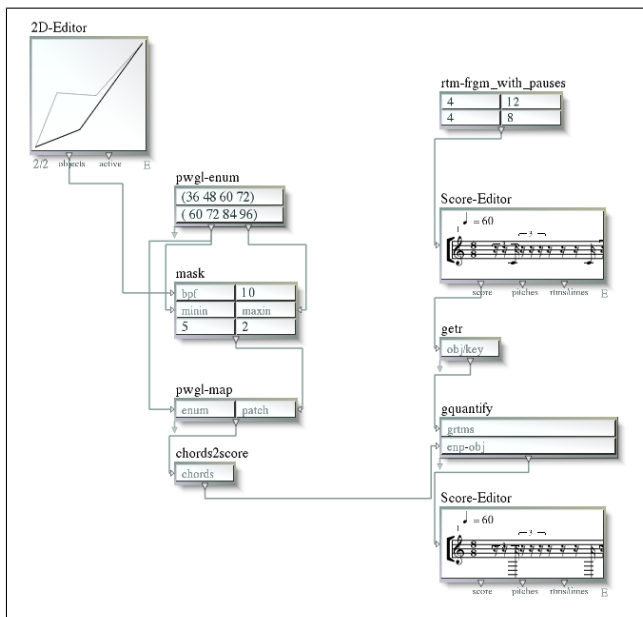 2D-Editor
2/2 objects active E
pwgl-enum
(36 48 60 72)
( 60 72 84 96)
mask
bpf 10
minin maxin
5 2
pwgl-map
enum patch
chords2score
chords
rtm-frgm_with_pauses
4 12
4 8
Score-Editor
= 60
3
score pitches rtms/times E
getr
obj/key
gquantify
grtms
enp-obj
Score-Editor
= 60
3
score pitches rtms/times E